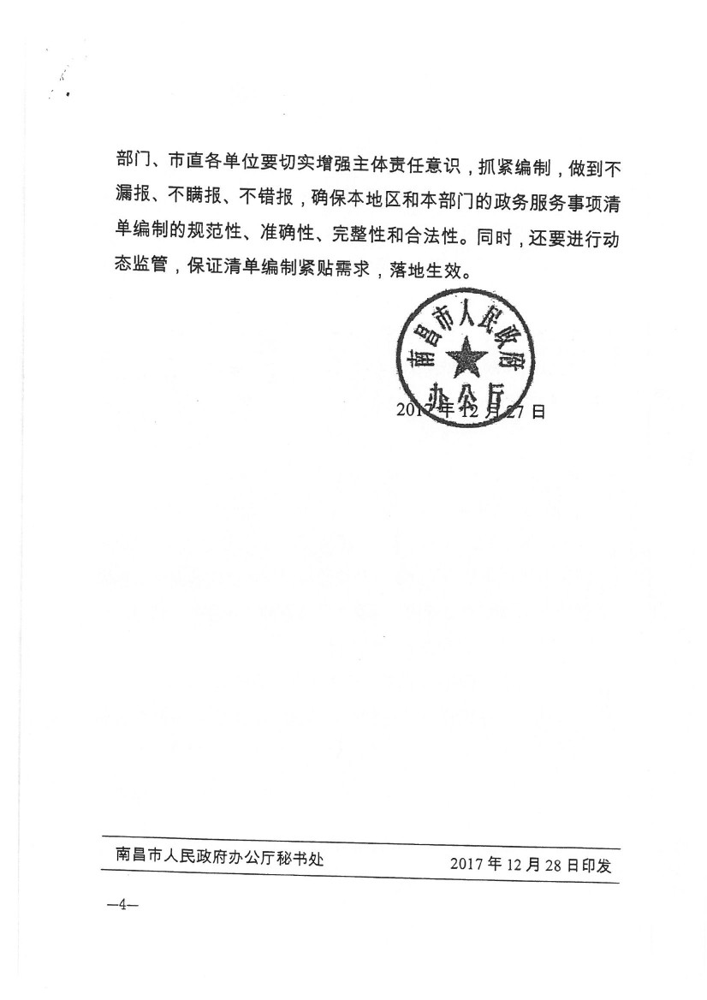 部门、市直各单位要切实增强主体责任意识，抓紧编制，做到不
漏报、不瞒报、不错报，确保本地区和本部门的政务服务事项清
单编制的规范性、准确性、完整性和合法性。同时，还要进行动
态监管，保证清单编制紧贴需求，落地生效。
南昌市人民政府
办公厅
2017年12月27日
南昌市人民政府办公厅秘书处 2017年12月28日印发
—4—